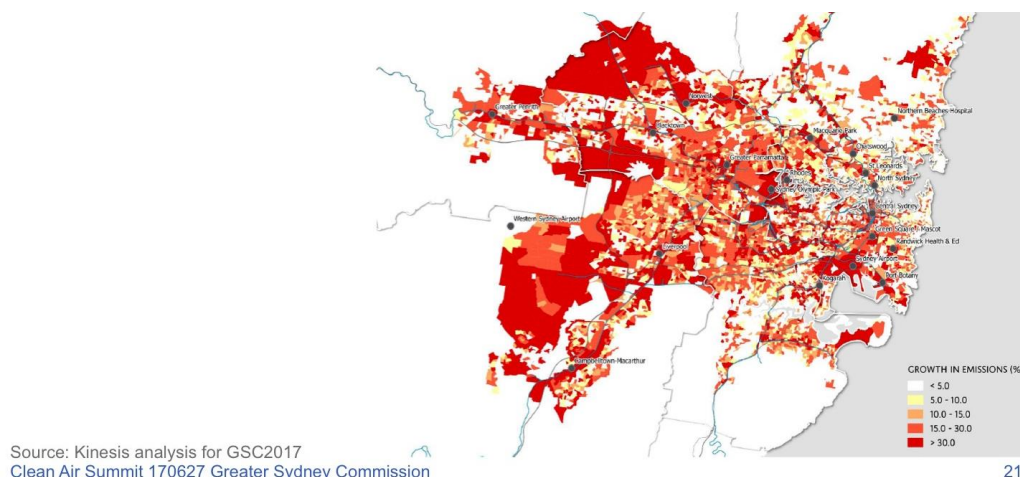 Greater Penrith
Norwest
Northern Beaches Hospital
Blacktown
Macquarie Park
Chatswood
Greater Parramatta
St Leonards
Rhodes
North Sydney
Sydney Olympic Park
Central Sydney
Western Sydney Airport
Green Square - Mascot
Randwick Health & Ed
Liverpool
Sydney Airport
Port Botany
Kogarah
Campbelltown-Macarthur
GROWTH IN EMISSIONS (%
< 5.0
5.0 - 10.0
10.0 - 15.0
15.0 - 30.0
> 30.0
Source: Kinesis analysis for GSC2017
Clean Air Summit 170627 Greater Sydney Commission
21